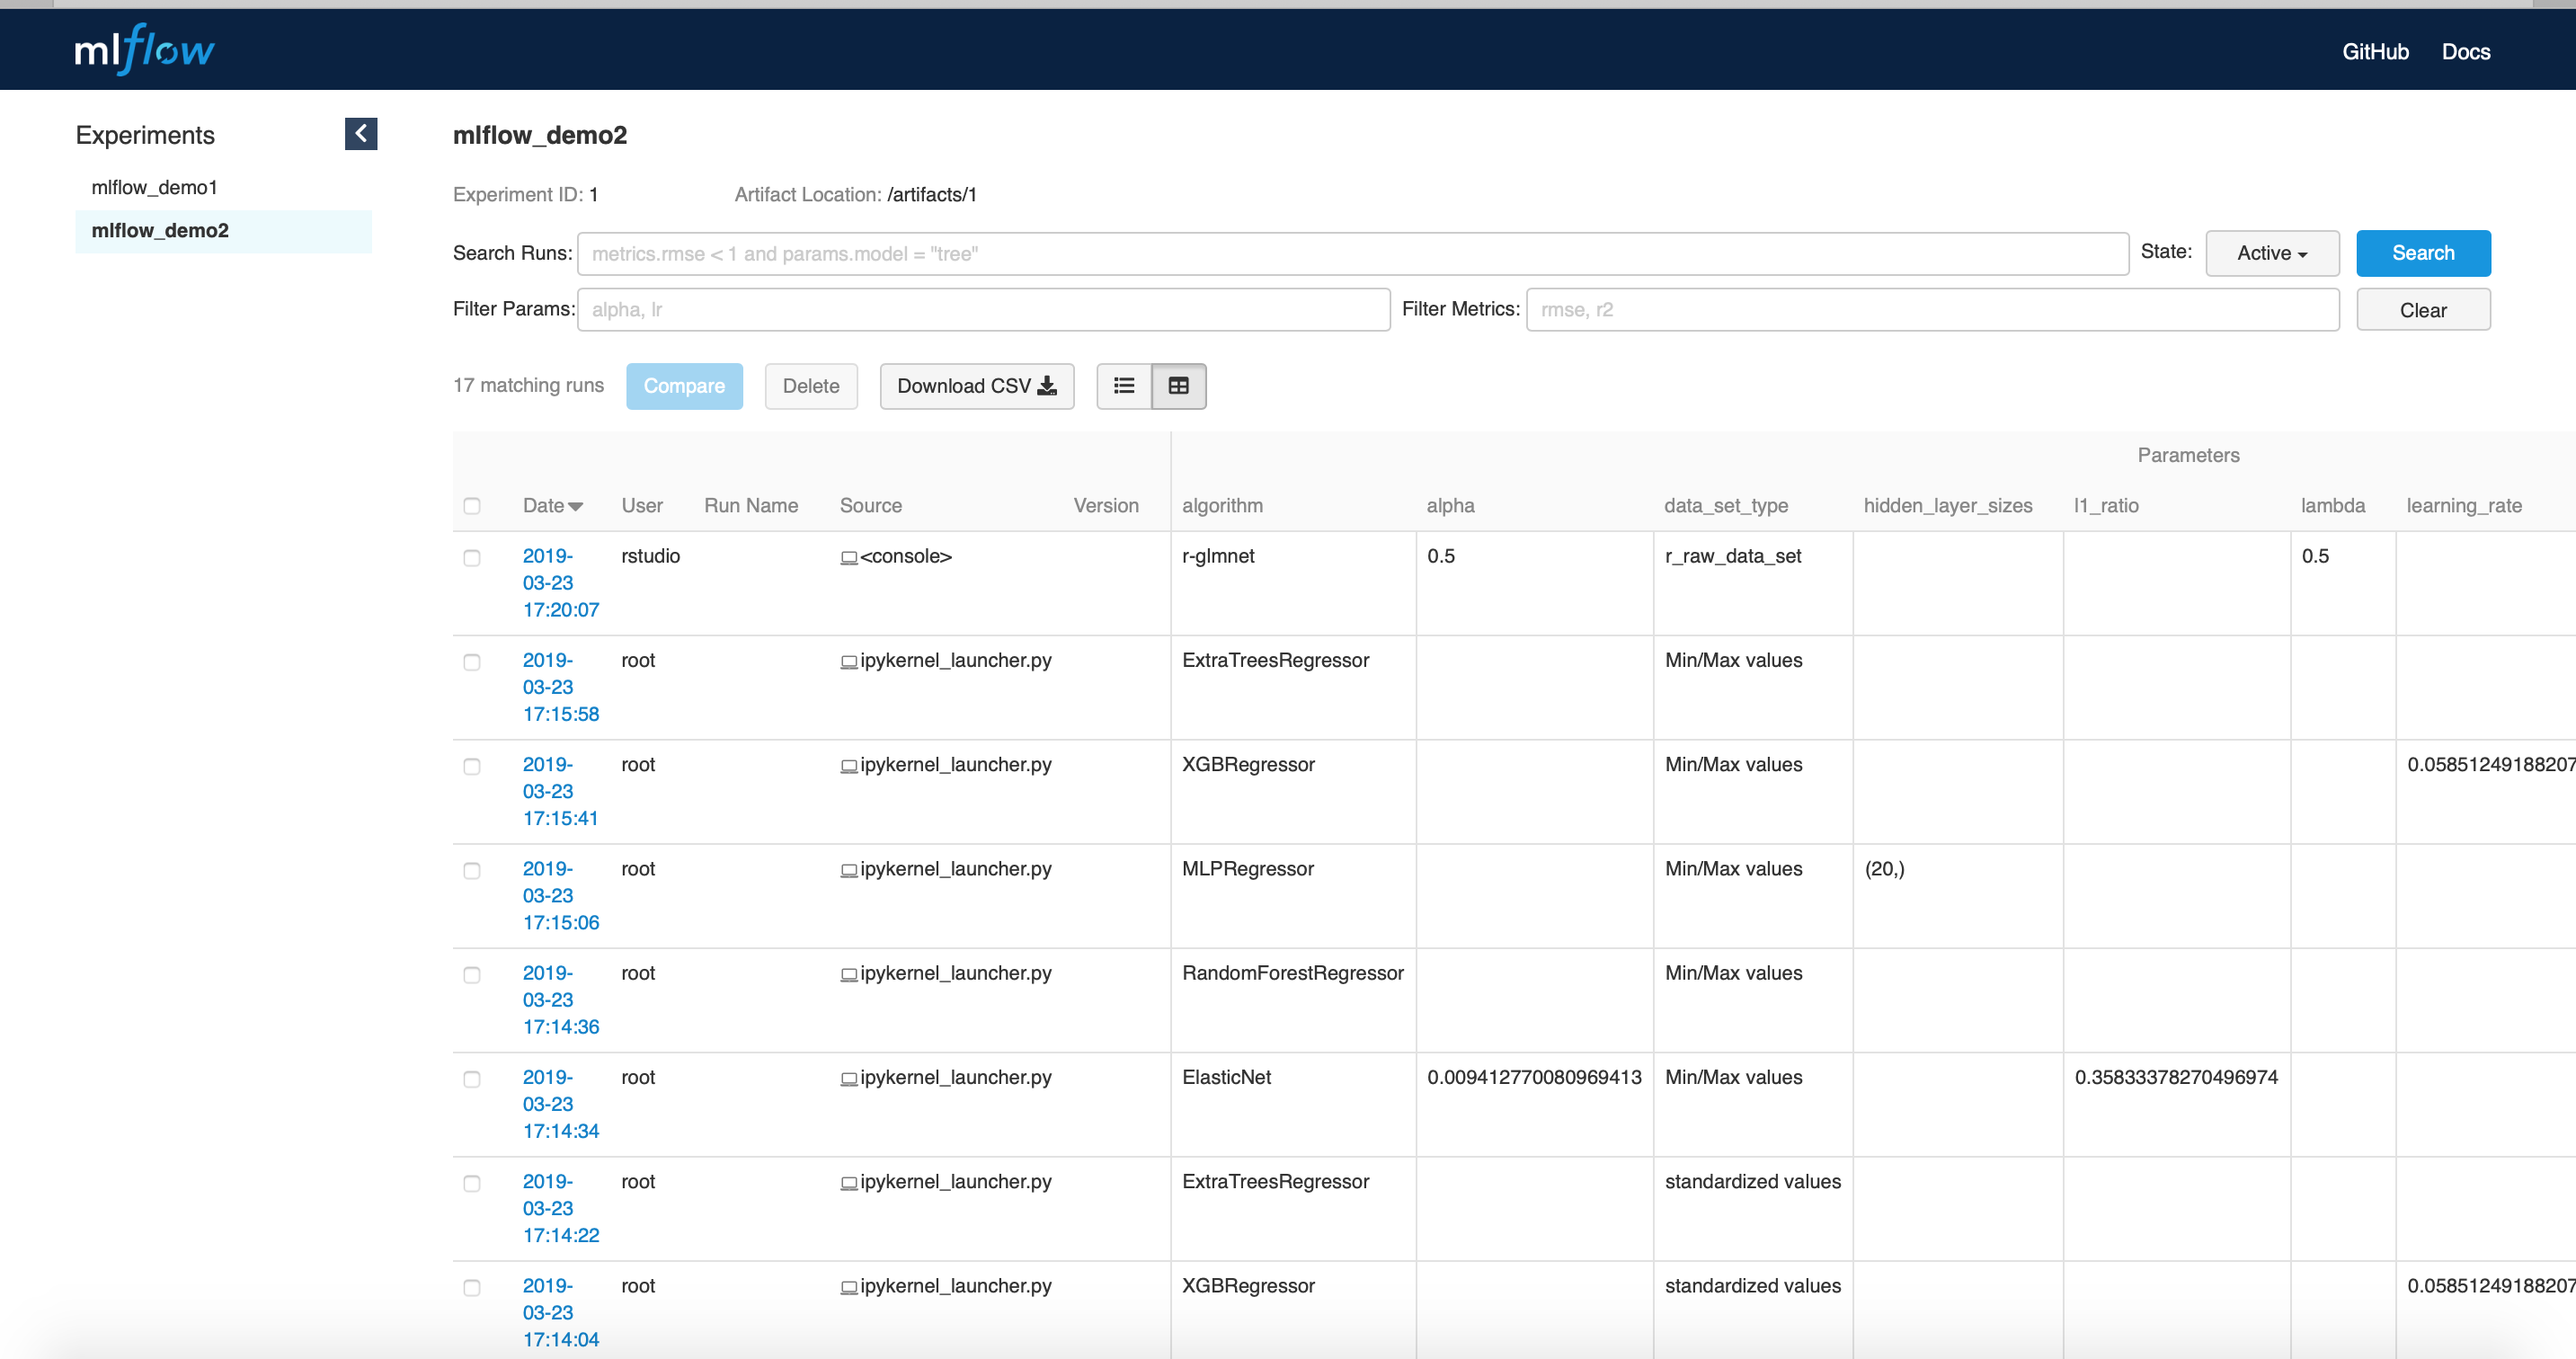 mlflow
GitHub Docs
Experiments
mlflow_demo1
mlflow_demo2
mlflow_demo2
Experiment ID: 1 Artifact Location: /artifacts/1
Search Runs: metrics.rmse < 1 and params.model = "tree" State: Active Search
Filter Params: alpha, lr Filter Metrics: rmse, r2 Clear
17 matching runs Compare Delete Download CSV
Parameters
Date User Run Name Source Version algorithm alpha data_set_type hidden_layer_sizes l1_ratio lambda learning_rate
2019- rstudio <console> r-glmnet 0.5 r_raw_data_set 0.5
03-23
17:20:07
2019- root ipykernel_launcher.py ExtraTreesRegressor Min/Max values
03-23
17:15:58
2019- root ipykernel_launcher.py XGBRegressor Min/Max values 0.05851249188207
03-23
17:15:41
2019- root ipykernel_launcher.py MLPRegressor Min/Max values (20,)
03-23
17:15:06
2019- root ipykernel_launcher.py RandomForestRegressor Min/Max values
03-23
17:14:36
2019- root ipykernel_launcher.py ElasticNet 0.009412770080969413 Min/Max values 0.35833378270496974
03-23
17:14:34
2019- root ipykernel_launcher.py ExtraTreesRegressor standardized values
03-23
17:14:22
2019- root ipykernel_launcher.py XGBRegressor standardized values 0.05851249188207
03-23
17:14:04